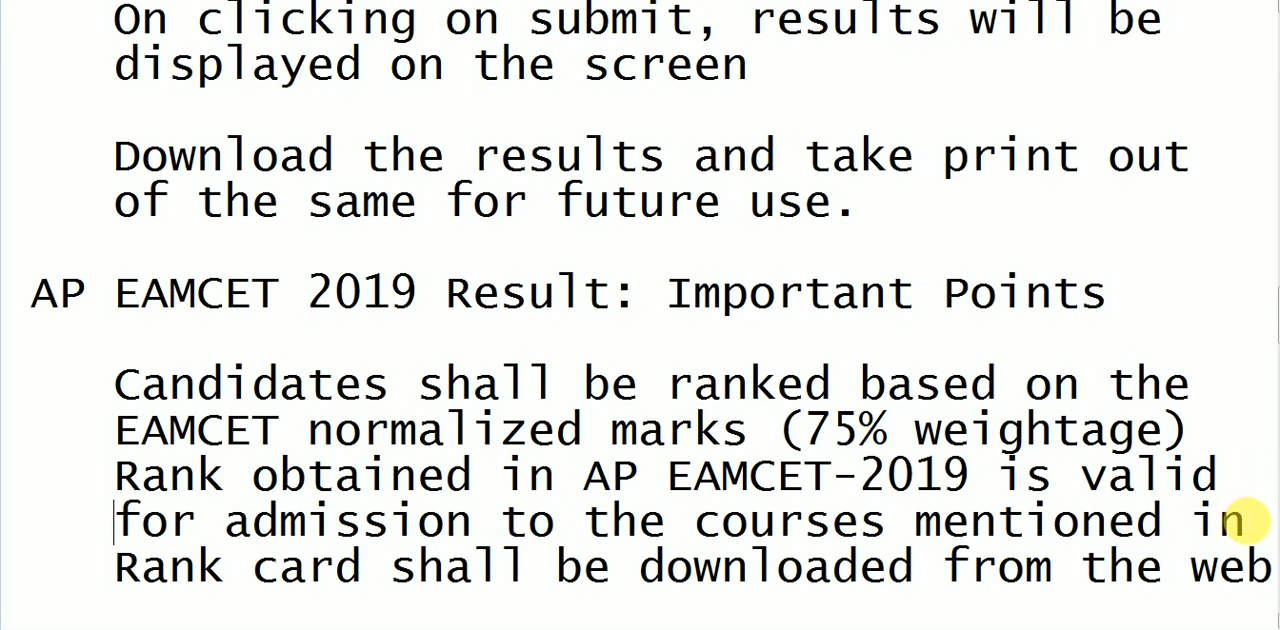 On clicking on submit, results will be
displayed on the screen
Download the results and take print out
of the same for future use.
AP EAMCET 2019 Result: Important Points
Candidates shall be ranked based on the
EAMCET normalized marks (75% weightage)
Rank obtained in AP EAMCET-2019 is valid
for admission to the courses mentioned in
Rank card shall be downloaded from the web